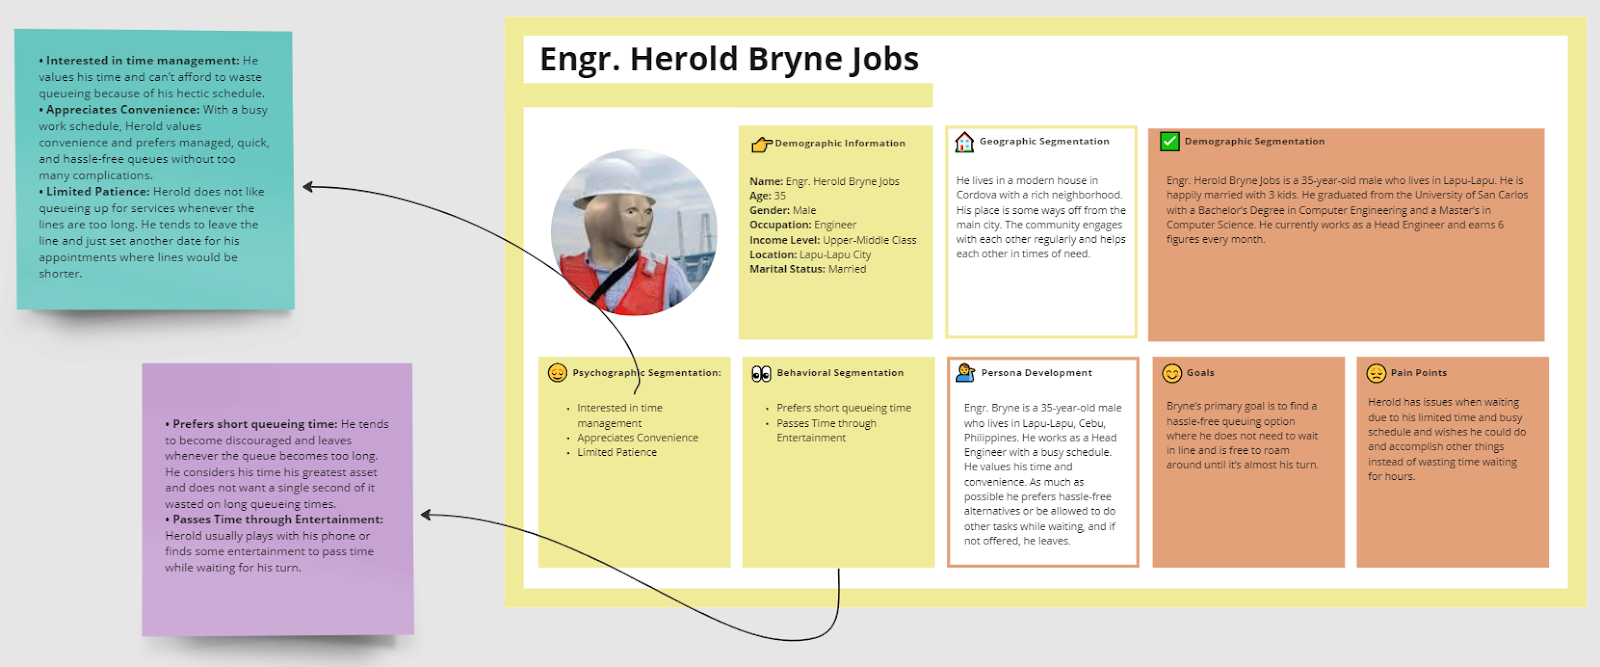 • Interested in time management: He
values his time and can't afford to waste
queueing because of his hectic schedule.
• Appreciates Convenience: With a busy
work schedule, Herold values
convenience and prefers managed, quick,
and hassle-free queues without too
many complications.
• Limited Patience: Herold does not like
queueing up for services whenever the
lines are too long. He tends to leave the
line and just set another date for his
appointments where lines would be
shorter.
• Prefers short queueing time: He tends
to become discouraged and leaves
whenever the queue becomes too long.
He considers his time his greatest asset
and does not want a single second of it
wasted on long queueing times.
• Passes Time through Entertainment:
Herold usually plays with his phone or
finds some entertainment to pass time
while waiting for his turn.
Engr. Herold Bryne Jobs
Demographic Information
Name: Engr. Herold Bryne Jobs
Age: 35
Gender: Male
Occupation: Engineer
Income Level: Upper-Middle Class
Location: Lapu-Lapu City
Marital Status: Married
Geographic Segmentation
He lives in a modern house in
Cordova with a rich neighborhood.
His place is some ways off from the
main city. The community engages
with each other regularly and helps
each other in times of need.
Demographic Segmentation
Engr. Herold Bryne Jobs is a 35-year-old male who lives in Lapu-Lapu. He is
happily married with 3 kids. He graduated from the University of San Carlos
with a Bachelor's Degree in Computer Engineering and a Master's in
Computer Science. He currently works as a Head Engineer and earns 6
figures every month.
Psychographic Segmentation:
• Interested in time
management
• Appreciates Convenience
• Limited Patience
Behavioral Segmentation
• Prefers short queueing time
• Passes Time through
Entertainment
Persona Development
Engr. Bryne is a 35-year-old male
who lives in Lapu-Lapu, Cebu,
Philippines. He works as a Head
Engineer with a busy schedule.
He values his time and
convenience. As much as
possible he prefers hassle-free
alternatives or be allowed to do
other tasks while waiting, and if
not offered, he leaves.
Goals
Bryne's primary goal is to find a
hassle-free queuing option
where he does not need to wait
in line and is free to roam
around until it's almost his turn.
Pain Points
Herold has issues when waiting
due to his limited time and busy
schedule and wishes he could do
and accomplish other things
instead of wasting time waiting
for hours.